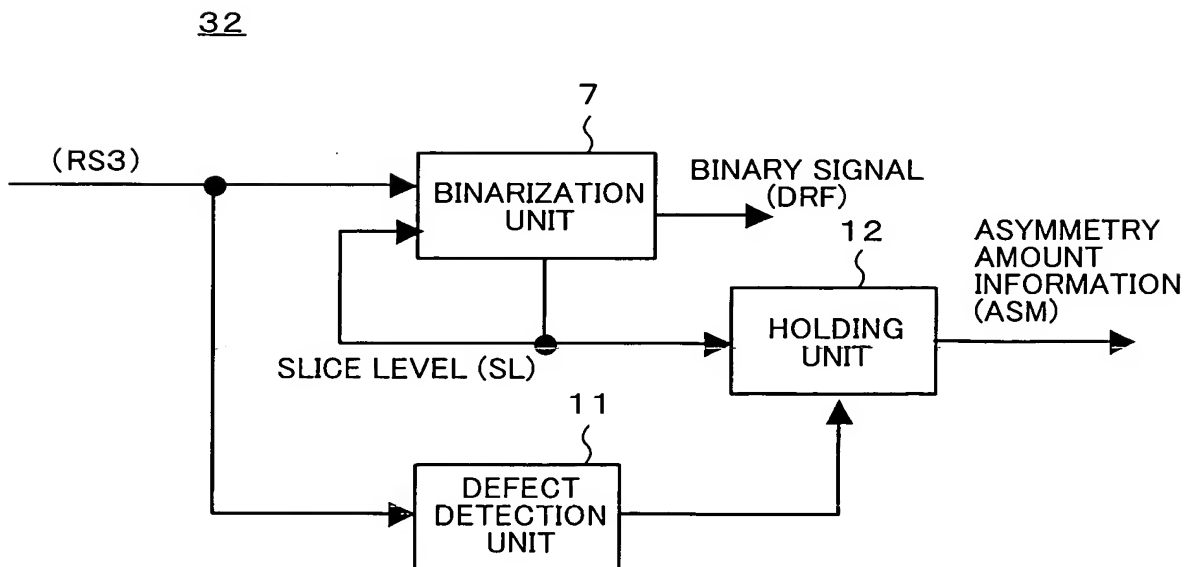 32
7
(RS3)
BINARIZATION
UNIT
BINARY SIGNAL
(DRF)
12
ASYMMETRY
AMOUNT
INFORMATION
(ASM)
HOLDING
UNIT
SLICE LEVEL (SL)
11
DEFECT
DETECTION
UNIT